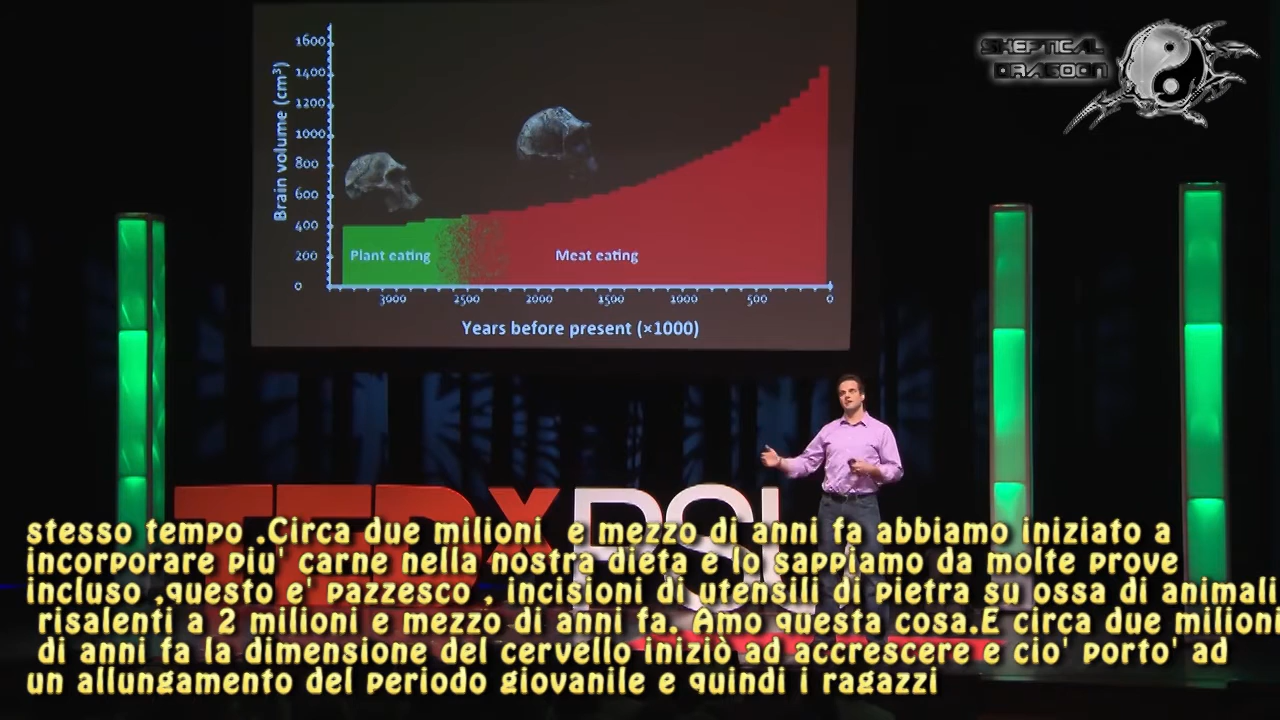 SKEPTICAL
DRAGOON
1600
1400
1200
1000
800
600
400
200
0
Brain volume (cm³)
Plant eating
Meat eating
3000 2500 2000 1500 1000 500 0
Years before present (×1000)
TEDxPSU
stesso tempo .Circa due milioni e mezzo di anni fa abbiamo iniziato a
incorporare piu' carne nella nostra dieta e lo sappiamo da molte prove
incluso ,questo e' pazzesco , incisioni di utensili di pietra su ossa di animali
risalenti a 2 milioni e mezzo di anni fa. Amo questa cosa.E circa due milioni
di anni fa la dimensione del cervello iniziò ad accrescere e cio' porto' ad
un allungamento del periodo giovanile e quindi i ragazzi